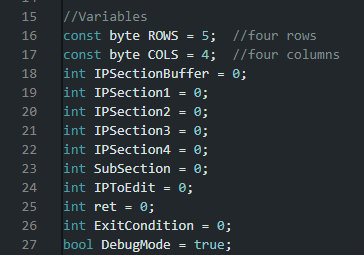 15 //Variables
16 const byte ROWS = 5;  //four rows
17 const byte COLS = 4;  //four columns
18 int IPSectionBuffer = 0;
19 int IPSection1 = 0;
20 int IPSection2 = 0;
21 int IPSection3 = 0;
22 int IPSection4 = 0;
23 int SubSection = 0;
24 int IPToEdit = 0;
25 int ret = 0;
26 int ExitCondition = 0;
27 bool DebugMode = true;